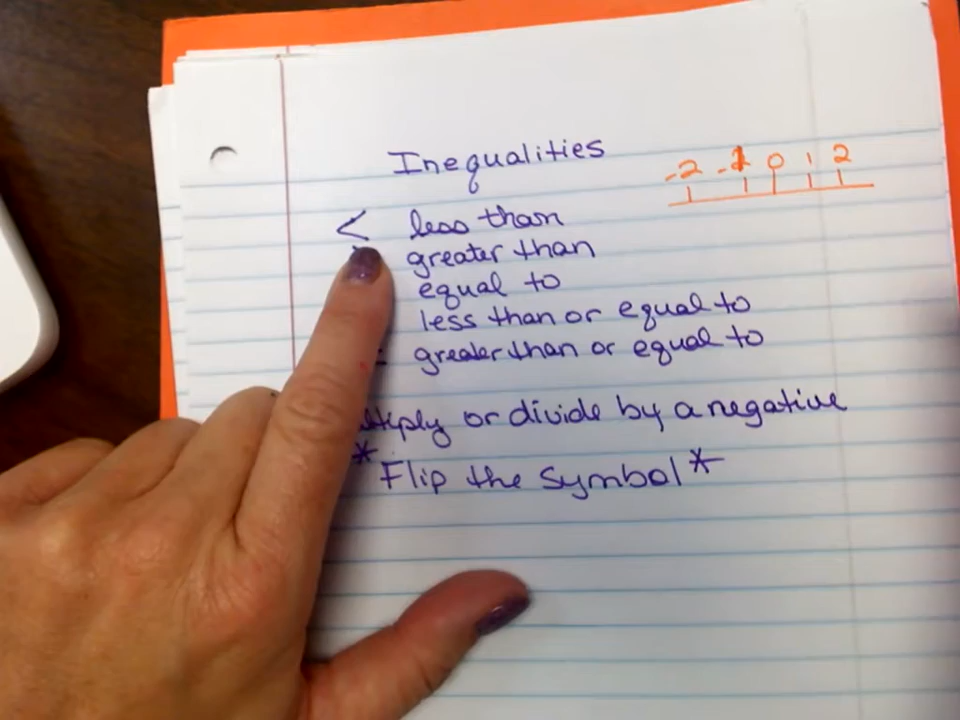 Inequalities
-2 -1 0 1 2
< less than
greater than
equal to
less than or equal to
greater than or equal to
or divide by a negative
* Flip the symbol *